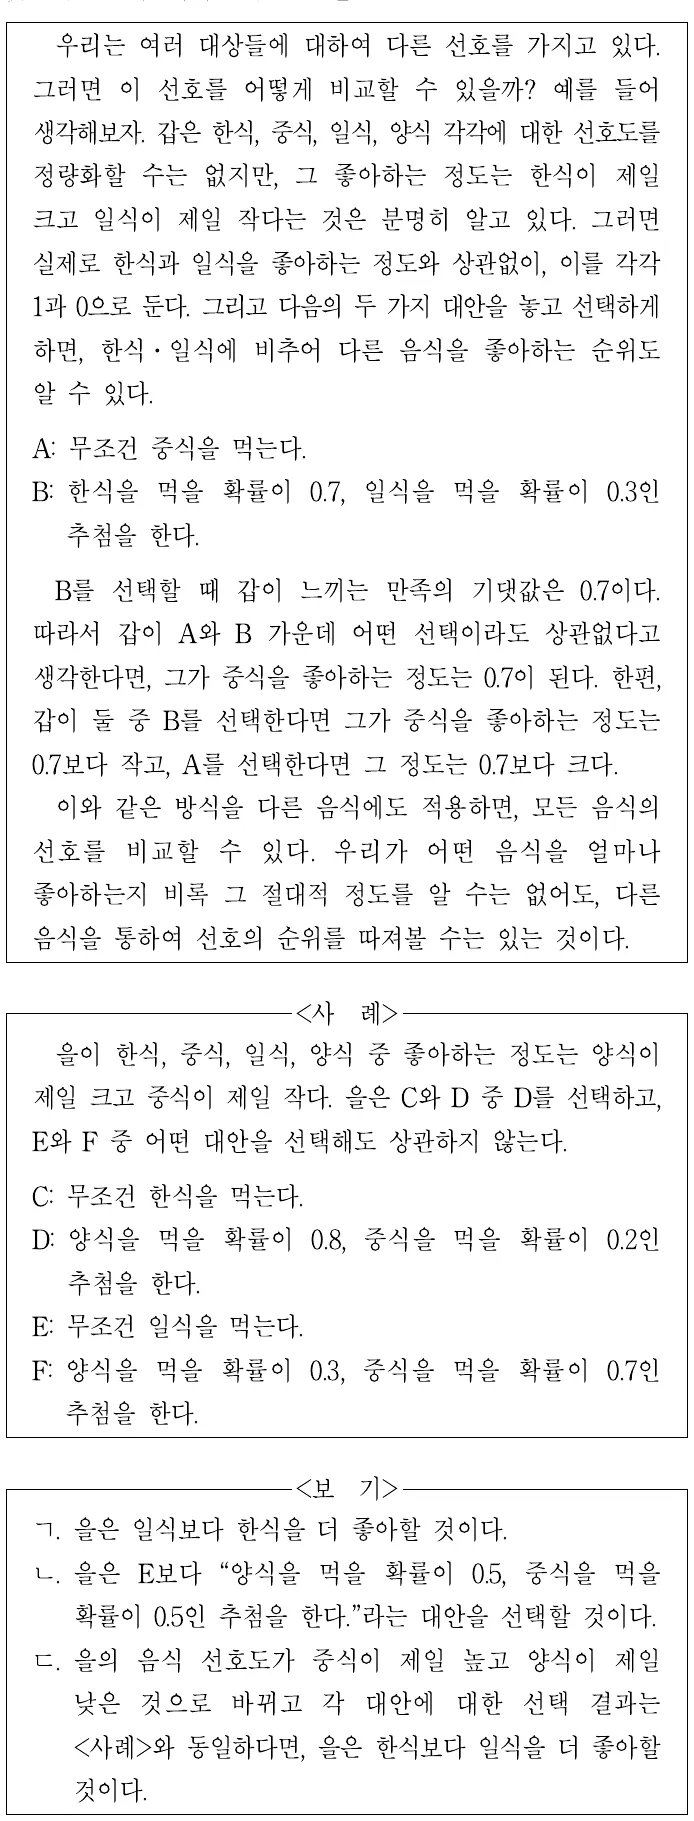 우리는 여러 대상들에 대하여 다른 선호를 가지고 있다.
그러면 이 선호를 어떻게 비교할 수 있을까? 예를 들어
생각해보자. 갑은 한식, 중식, 일식, 양식 각각에 대한 선호도를
정량화할 수는 없지만, 그 좋아하는 정도는 한식이 제일
크고 일식이 제일 작다는 것은 분명히 알고 있다. 그러면
실제로 한식과 일식을 좋아하는 정도와 상관없이, 이를 각각
1과 0으로 둔다. 그리고 다음의 두 가지 대안을 놓고 선택하게
하면, 한식·일식에 비추어 다른 음식을 좋아하는 순위도
알 수 있다.
A: 무조건 중식을 먹는다.
B: 한식을 먹을 확률이 0.7, 일식을 먹을 확률이 0.3인
추첨을 한다.
B를 선택할 때 갑이 느끼는 만족의 기댓값은 0.7이다.
따라서 갑이 A와 B 가운데 어떤 선택이라도 상관없다고
생각한다면, 그가 중식을 좋아하는 정도는 0.7이 된다. 한편,
갑이 둘 중 B를 선택한다면 그가 중식을 좋아하는 정도는
0.7보다 작고, A를 선택한다면 그 정도는 0.7보다 크다.
이와 같은 방식을 다른 음식에도 적용하면, 모든 음식의
선호를 비교할 수 있다. 우리가 어떤 음식을 얼마나
좋아하는지 비록 그 절대적 정도를 알 수는 없어도, 다른
음식을 통하여 선호의 순위를 따져볼 수는 있는 것이다.
<사 례>
을이 한식, 중식, 일식, 양식 중 좋아하는 정도는 양식이
제일 크고 중식이 제일 작다. 을은 C와 D 중 D를 선택하고,
E와 F 중 어떤 대안을 선택해도 상관하지 않는다.
C: 무조건 한식을 먹는다.
D: 양식을 먹을 확률이 0.8, 중식을 먹을 확률이 0.2인
추첨을 한다.
E: 무조건 일식을 먹는다.
F: 양식을 먹을 확률이 0.3, 중식을 먹을 확률이 0.7인
추첨을 한다.
<보 기>
ㄱ. 을은 일식보다 한식을 더 좋아할 것이다.
ㄴ. 을은 E보다 “양식을 먹을 확률이 0.5, 중식을 먹을
확률이 0.5인 추첨을 한다.”라는 대안을 선택할 것이다.
ㄷ. 을의 음식 선호도가 중식이 제일 높고 양식이 제일
낮은 것으로 바뀌고 각 대안에 대한 선택 결과는
<사례>와 동일하다면, 을은 한식보다 일식을 더 좋아할
것이다.